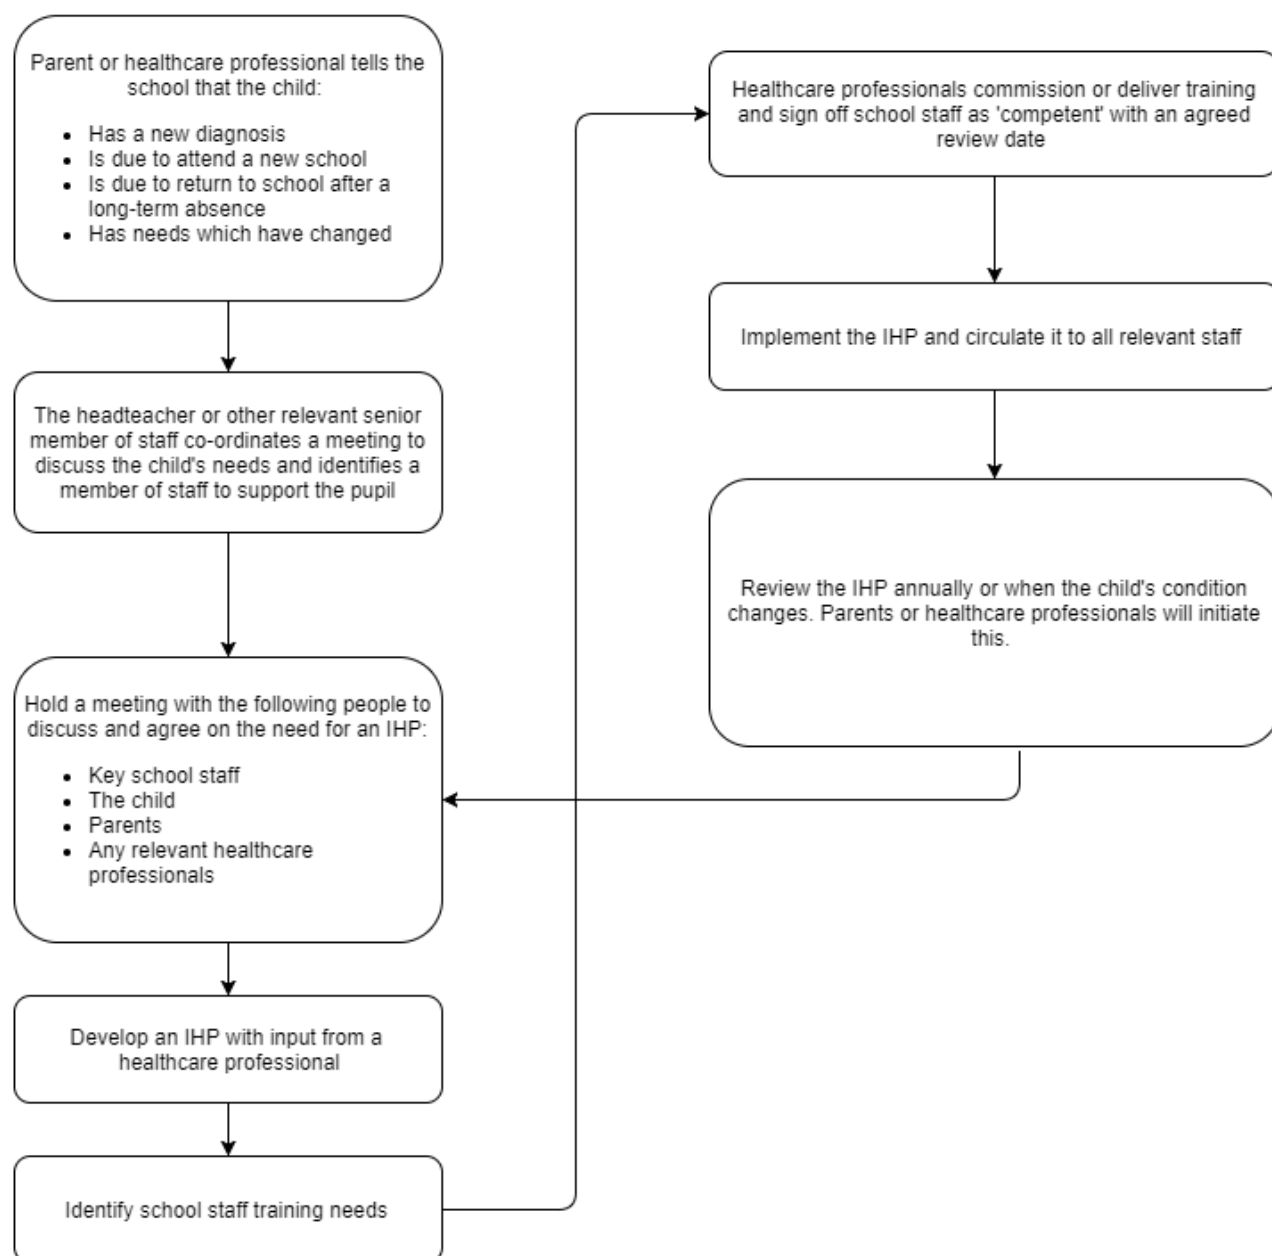 Parent or healthcare professional tells the
school that the child:
• Has a new diagnosis
• Is due to attend a new school
• Is due to return to school after a
long-term absence
• Has needs which have changed
The headteacher or other relevant senior
member of staff co-ordinates a meeting to
discuss the child's needs and identifies a
member of staff to support the pupil
Hold a meeting with the following people to
discuss and agree on the need for an IHP:
• Key school staff
• The child
• Parents
• Any relevant healthcare
professionals
Develop an IHP with input from a
healthcare professional
Identify school staff training needs
Healthcare professionals commission or deliver training
and sign off school staff as 'competent' with an agreed
review date
Implement the IHP and circulate it to all relevant staff
Review the IHP annually or when the child's condition
changes. Parents or healthcare professionals will initiate
this.